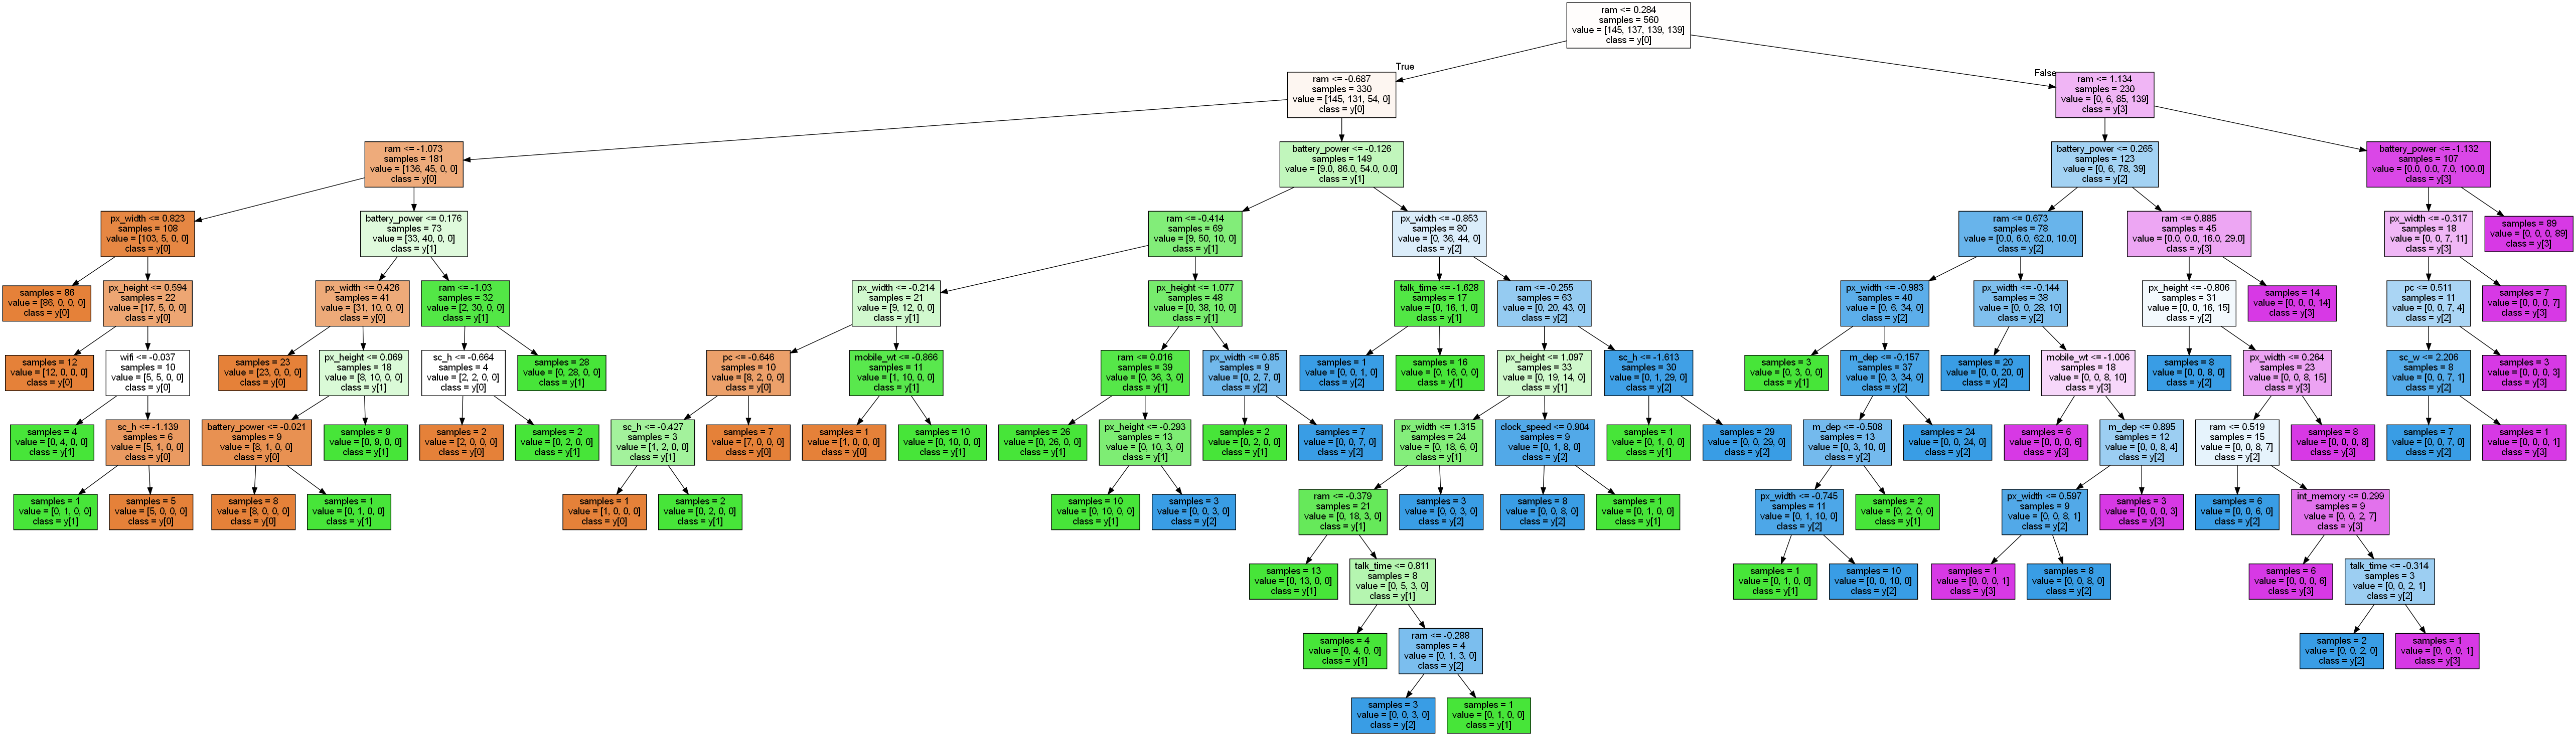 ram <= 0.284
samples = 560
value = [145, 137, 139, 139]
class = y[0]
True
False
ram <= -0.687
samples = 330
value = [145, 131, 54, 0]
class = y[0]
ram <= 1.134
samples = 230
value = [0, 6, 85, 139]
class = y[3]
ram <= -1.073
samples = 181
value = [136, 45, 0, 0]
class = y[0]
battery_power <= -0.126
samples = 149
value = [9.0, 86.0, 54.0, 0.0]
class = y[1]
battery_power <= 0.265
samples = 123
value = [0, 6, 78, 39]
class = y[2]
battery_power <= -1.132
samples = 107
value = [0.0, 0.0, 7.0, 100.0]
class = y[3]
px_width <= 0.823
samples = 108
value = [103, 5, 0, 0]
class = y[0]
battery_power <= 0.176
samples = 73
value = [33, 40, 0, 0]
class = y[1]
ram <= -0.414
samples = 69
value = [9, 50, 10, 0]
class = y[1]
px_width <= -0.853
samples = 80
value = [0, 36, 44, 0]
class = y[2]
ram <= 0.673
samples = 78
value = [0.0, 6.0, 62.0, 10.0]
class = y[2]
ram <= 0.885
samples = 45
value = [0.0, 0.0, 16.0, 29.0]
class = y[3]
px_width <= -0.317
samples = 18
value = [0, 0, 7, 11]
class = y[3]
samples = 89
value = [0, 0, 0, 89]
class = y[3]
samples = 86
value = [86, 0, 0, 0]
class = y[0]
px_height <= 0.594
samples = 22
value = [17, 5, 0, 0]
class = y[0]
px_width <= 0.426
samples = 41
value = [31, 10, 0, 0]
class = y[0]
ram <= -1.03
samples = 32
value = [2, 30, 0, 0]
class = y[1]
px_width <= -0.214
samples = 21
value = [9, 12, 0, 0]
class = y[1]
px_height <= 1.077
samples = 48
value = [0, 38, 10, 0]
class = y[1]
talk_time <= -1.628
samples = 17
value = [0, 16, 1, 0]
class = y[1]
ram <= -0.255
samples = 63
value = [0, 20, 43, 0]
class = y[2]
px_width <= -0.983
samples = 40
value = [0, 6, 34, 0]
class = y[2]
px_width <= -0.144
samples = 38
value = [0, 0, 28, 10]
class = y[2]
px_height <= -0.806
samples = 31
value = [0, 0, 16, 15]
class = y[2]
samples = 14
value = [0, 0, 0, 14]
class = y[3]
pc <= 0.511
samples = 11
value = [0, 0, 7, 4]
class = y[2]
samples = 7
value = [0, 0, 0, 7]
class = y[3]
samples = 12
value = [12, 0, 0, 0]
class = y[0]
wifi <= -0.037
samples = 10
value = [5, 5, 0, 0]
class = y[0]
samples = 23
value = [23, 0, 0, 0]
class = y[0]
px_height <= 0.069
samples = 18
value = [8, 10, 0, 0]
class = y[1]
sc_h <= -0.664
samples = 4
value = [2, 2, 0, 0]
class = y[0]
samples = 28
value = [0, 28, 0, 0]
class = y[1]
pc <= -0.646
samples = 10
value = [8, 2, 0, 0]
class = y[0]
mobile_wt <= -0.866
samples = 11
value = [1, 10, 0, 0]
class = y[1]
ram <= 0.016
samples = 39
value = [0, 36, 3, 0]
class = y[1]
px_width <= 0.85
samples = 9
value = [0, 2, 7, 0]
class = y[2]
samples = 1
value = [0, 0, 1, 0]
class = y[2]
samples = 16
value = [0, 16, 0, 0]
class = y[1]
px_height <= 1.097
samples = 33
value = [0, 19, 14, 0]
class = y[1]
sc_h <= -1.613
samples = 30
value = [0, 1, 29, 0]
class = y[2]
samples = 3
value = [0, 3, 0, 0]
class = y[1]
m_dep <= -0.157
samples = 37
value = [0, 3, 34, 0]
class = y[2]
samples = 20
value = [0, 0, 20, 0]
class = y[2]
mobile_wt <= -1.006
samples = 18
value = [0, 0, 8, 10]
class = y[3]
samples = 8
value = [0, 0, 8, 0]
class = y[2]
px_width <= 0.264
samples = 23
value = [0, 0, 8, 15]
class = y[3]
sc_w <= 2.206
samples = 8
value = [0, 0, 7, 1]
class = y[2]
samples = 3
value = [0, 0, 0, 3]
class = y[3]
samples = 4
value = [0, 4, 0, 0]
class = y[1]
sc_h <= -1.139
samples = 6
value = [5, 1, 0, 0]
class = y[0]
battery_power <= -0.021
samples = 9
value = [8, 1, 0, 0]
class = y[0]
samples = 9
value = [0, 9, 0, 0]
class = y[1]
samples = 2
value = [2, 0, 0, 0]
class = y[0]
samples = 2
value = [0, 2, 0, 0]
class = y[1]
sc_h <= -0.427
samples = 3
value = [1, 2, 0, 0]
class = y[1]
samples = 7
value = [7, 0, 0, 0]
class = y[0]
samples = 1
value = [1, 0, 0, 0]
class = y[0]
samples = 10
value = [0, 10, 0, 0]
class = y[1]
samples = 26
value = [0, 26, 0, 0]
class = y[1]
px_height <= -0.293
samples = 13
value = [0, 10, 3, 0]
class = y[1]
samples = 2
value = [0, 2, 0, 0]
class = y[1]
samples = 7
value = [0, 0, 7, 0]
class = y[2]
px_width <= 1.315
samples = 24
value = [0, 18, 6, 0]
class = y[1]
clock_speed <= 0.904
samples = 9
value = [0, 1, 8, 0]
class = y[2]
samples = 1
value = [0, 1, 0, 0]
class = y[1]
samples = 29
value = [0, 0, 29, 0]
class = y[2]
m_dep <= -0.508
samples = 13
value = [0, 3, 10, 0]
class = y[2]
samples = 24
value = [0, 0, 24, 0]
class = y[2]
samples = 6
value = [0, 0, 0, 6]
class = y[3]
m_dep <= 0.895
samples = 12
value = [0, 0, 8, 4]
class = y[2]
ram <= 0.519
samples = 15
value = [0, 0, 8, 7]
class = y[2]
samples = 8
value = [0, 0, 0, 8]
class = y[3]
samples = 7
value = [0, 0, 7, 0]
class = y[2]
samples = 1
value = [0, 0, 0, 1]
class = y[3]
samples = 1
value = [0, 1, 0, 0]
class = y[1]
samples = 5
value = [5, 0, 0, 0]
class = y[0]
samples = 8
value = [8, 0, 0, 0]
class = y[0]
samples = 1
value = [0, 1, 0, 0]
class = y[1]
samples = 1
value = [1, 0, 0, 0]
class = y[0]
samples = 2
value = [0, 2, 0, 0]
class = y[1]
samples = 10
value = [0, 10, 0, 0]
class = y[1]
samples = 3
value = [0, 0, 3, 0]
class = y[2]
ram <= -0.379
samples = 21
value = [0, 18, 3, 0]
class = y[1]
samples = 3
value = [0, 0, 3, 0]
class = y[2]
samples = 8
value = [0, 0, 8, 0]
class = y[2]
samples = 1
value = [0, 1, 0, 0]
class = y[1]
px_width <= -0.745
samples = 11
value = [0, 1, 10, 0]
class = y[2]
samples = 2
value = [0, 2, 0, 0]
class = y[1]
px_width <= 0.597
samples = 9
value = [0, 0, 8, 1]
class = y[2]
samples = 3
value = [0, 0, 0, 3]
class = y[3]
samples = 6
value = [0, 0, 6, 0]
class = y[2]
int_memory <= 0.299
samples = 9
value = [0, 0, 2, 7]
class = y[3]
samples = 13
value = [0, 13, 0, 0]
class = y[1]
talk_time <= 0.811
samples = 8
value = [0, 5, 3, 0]
class = y[1]
samples = 1
value = [0, 1, 0, 0]
class = y[1]
samples = 10
value = [0, 0, 10, 0]
class = y[2]
samples = 1
value = [0, 0, 0, 1]
class = y[3]
samples = 8
value = [0, 0, 8, 0]
class = y[2]
samples = 6
value = [0, 0, 0, 6]
class = y[3]
talk_time <= -0.314
samples = 3
value = [0, 0, 2, 1]
class = y[2]
samples = 4
value = [0, 4, 0, 0]
class = y[1]
ram <= -0.288
samples = 4
value = [0, 1, 3, 0]
class = y[2]
samples = 2
value = [0, 0, 2, 0]
class = y[2]
samples = 1
value = [0, 0, 0, 1]
class = y[3]
samples = 3
value = [0, 0, 3, 0]
class = y[2]
samples = 1
value = [0, 1, 0, 0]
class = y[1]